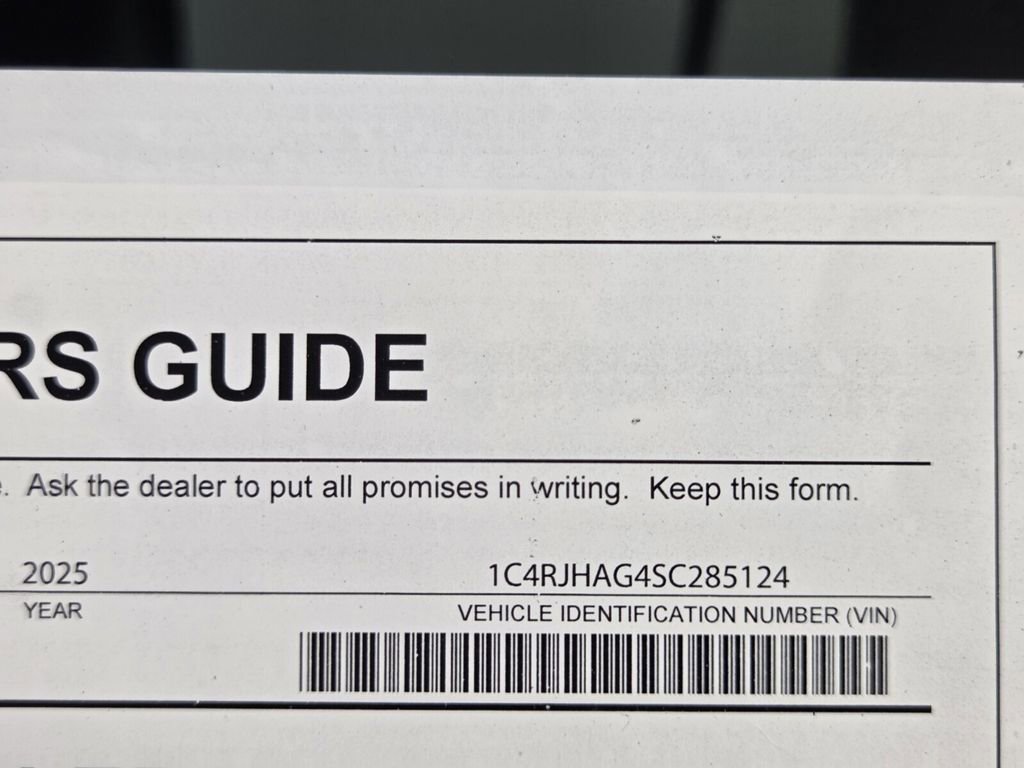 RS GUIDE
. Ask the dealer to put all promises in writing. Keep this form.
2025 1C4RJHAG4SC285124
YEAR VEHICLE IDENTIFICATION NUMBER (VIN)